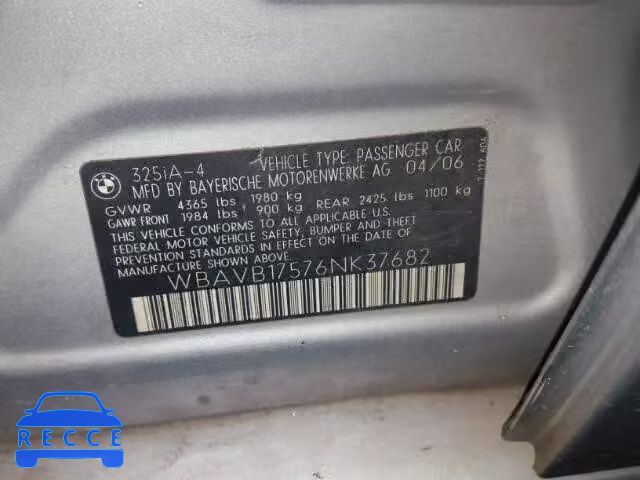 325iA-4 VEHICLE TYPE: PASSENGER CAR
MFD BY BAYERISCHE MOTORENWERKE AG 04/06
GVWR 4365 lbs 1980 kg
GAWR FRONT 1984 lbs 900 kg REAR 2425 lbs 1100 kg
THIS VEHICLE CONFORMS TO ALL APPLICABLE U.S.
FEDERAL MOTOR VEHICLE SAFETY, BUMPER AND THEFT
PREVENTION STANDARDS IN EFFECT ON THE DATE OF
MANUFACTURE SHOWN ABOVE.
WBAVB17576NK37682
RECCE